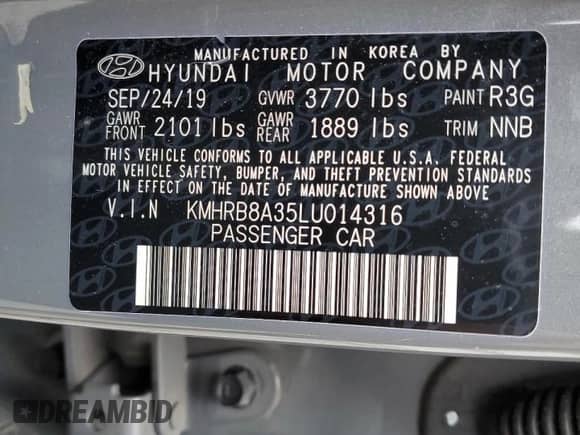 MANUFACTURED IN KOREA BY
HYUNDAI MOTOR COMPANY
SEP/24/19 GVWR 3770 lbs PAINT R3G
GAWR FRONT 2101 lbs GAWR REAR 1889 lbs TRIM NNB
THIS VEHICLE CONFORMS TO ALL APPLICABLE U.S.A. FEDERAL
MOTOR VEHICLE SAFETY, BUMPER, AND THEFT PREVENTION STANDARDS
IN EFFECT ON THE DATE OF MANUFACTURE SHOWN ABOVE
V.I.N KMHRB8A35LU014316
PASSENGER CAR
DREAMBID